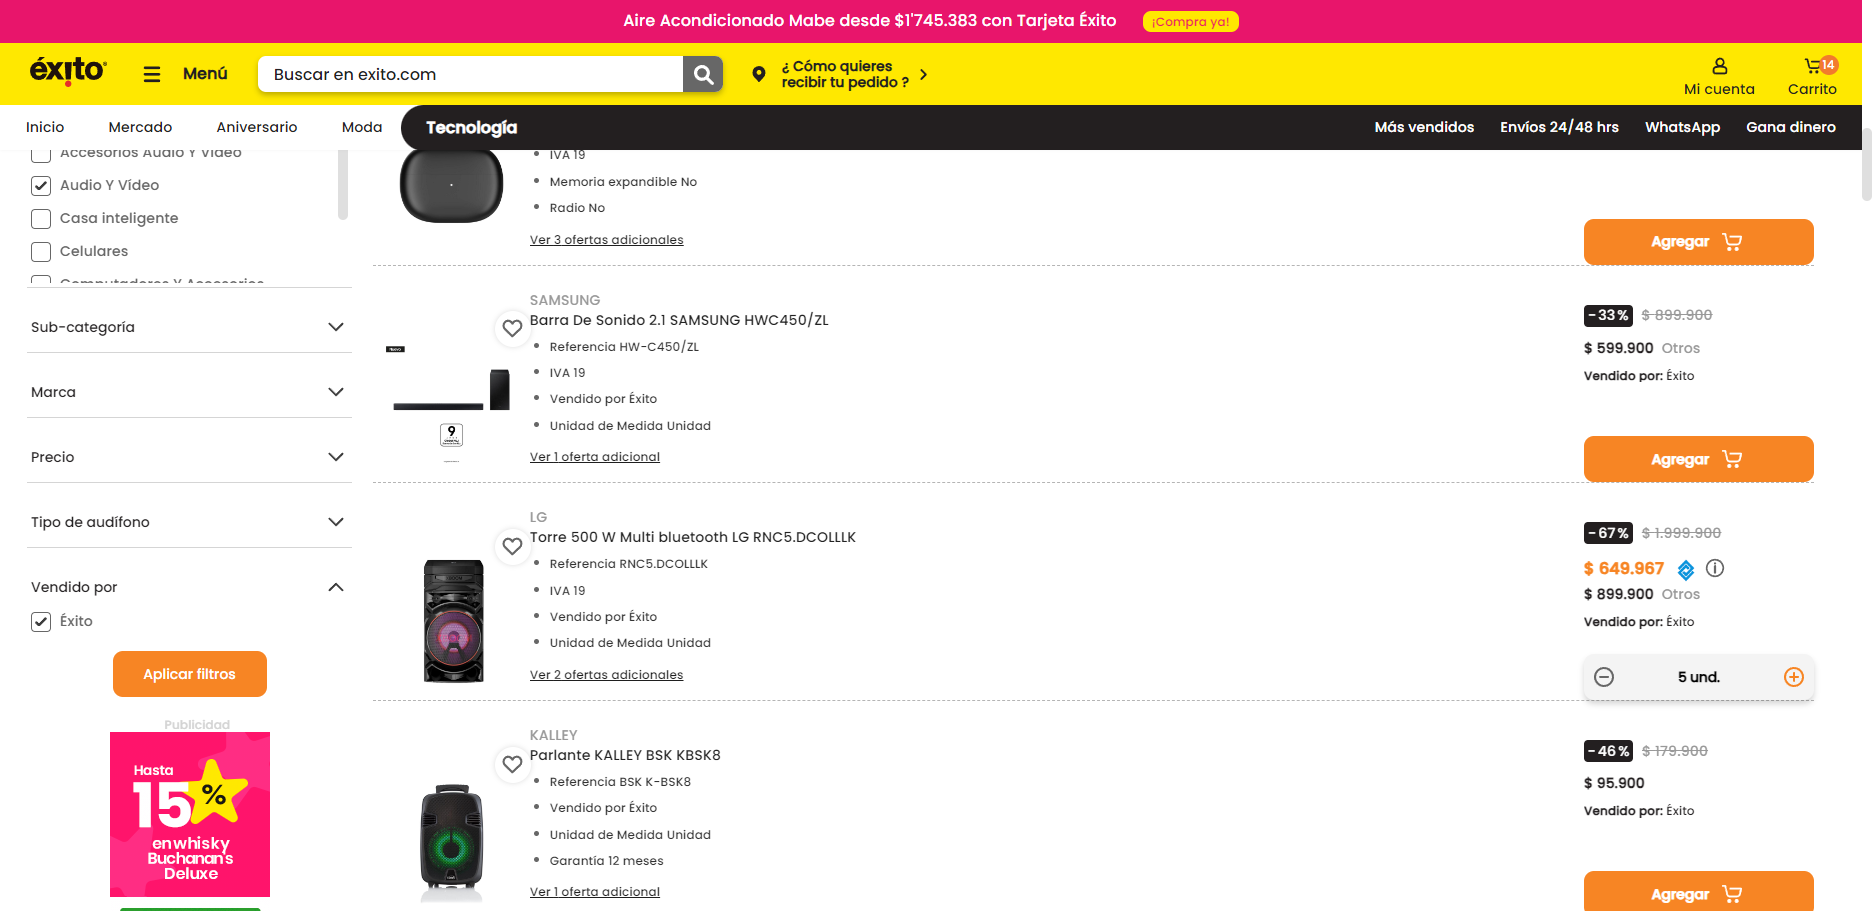 Aire Acondicionado Mabe desde $1'745.383 con Tarjeta Éxito
¡Compra ya!
éxito
Menú
Buscar en exito.com
¿ Cómo quieres
recibir tu pedido ?
Mi cuenta
14
Carrito
Inicio
Mercado
Aniversario
Moda
Tecnología
Más vendidos
Envíos 24/48 hrs
WhatsApp
Gana dinero
Accesorios Audio Y Video
Audio Y Vídeo
Casa inteligente
Celulares
Computadores Y Accesorios
Sub-categoría
Marca
Precio
Tipo de audífono
Vendido por
Éxito
Aplicar filtros
Publicidad
Hasta
15%
en whisky
Buchanan's
Deluxe
IVA 19
Memoria expandible No
Radio No
Ver 3 ofertas adicionales
Agregar
SAMSUNG
Barra De Sonido 2.1 SAMSUNG HWC450/ZL
Referencia HW-C450/ZL
IVA 19
Vendido por Éxito
Unidad de Medida Unidad
Ver 1 oferta adicional
9
-33% $ 899.900
$ 599.900 Otros
Vendido por: Éxito
Agregar
LG
Torre 500 W Multi bluetooth LG RNC5.DCOLLLK
Referencia RNC5.DCOLLLK
IVA 19
Vendido por Éxito
Unidad de Medida Unidad
Ver 2 ofertas adicionales
-67% $ 1.999.900
$ 649.967
$ 899.900 Otros
Vendido por: Éxito
5 und.
KALLEY
Parlante KALLEY BSK KBSK8
Referencia BSK K-BSK8
Vendido por Éxito
Unidad de Medida Unidad
Garantía 12 meses
Ver 1 oferta adicional
-46% $ 179.900
$ 95.900
Vendido por: Éxito
Agregar